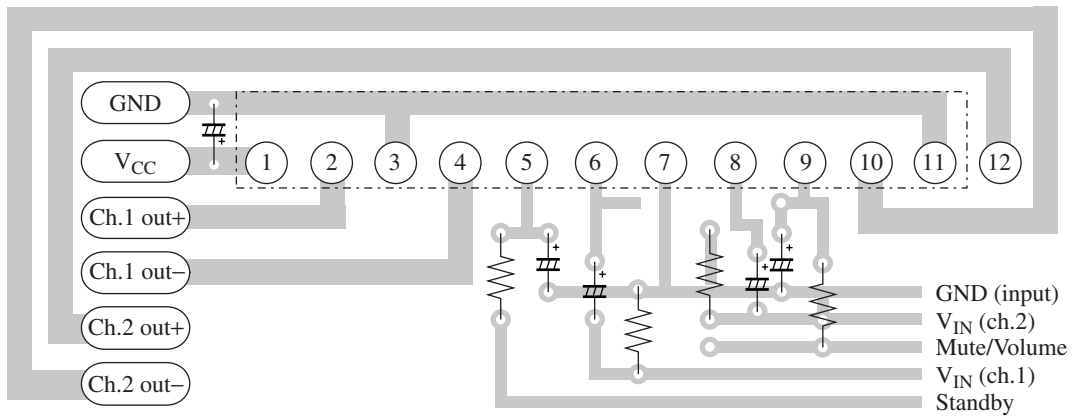 GND
VCC
1 2 3 4 5 6 7 8 9 10 11 12
Ch.1 out+
Ch.1 out−
Ch.2 out+
Ch.2 out−
+
+
+
+
+
GND (input)
VIN (ch.2)
Mute/Volume
VIN (ch.1)
Standby